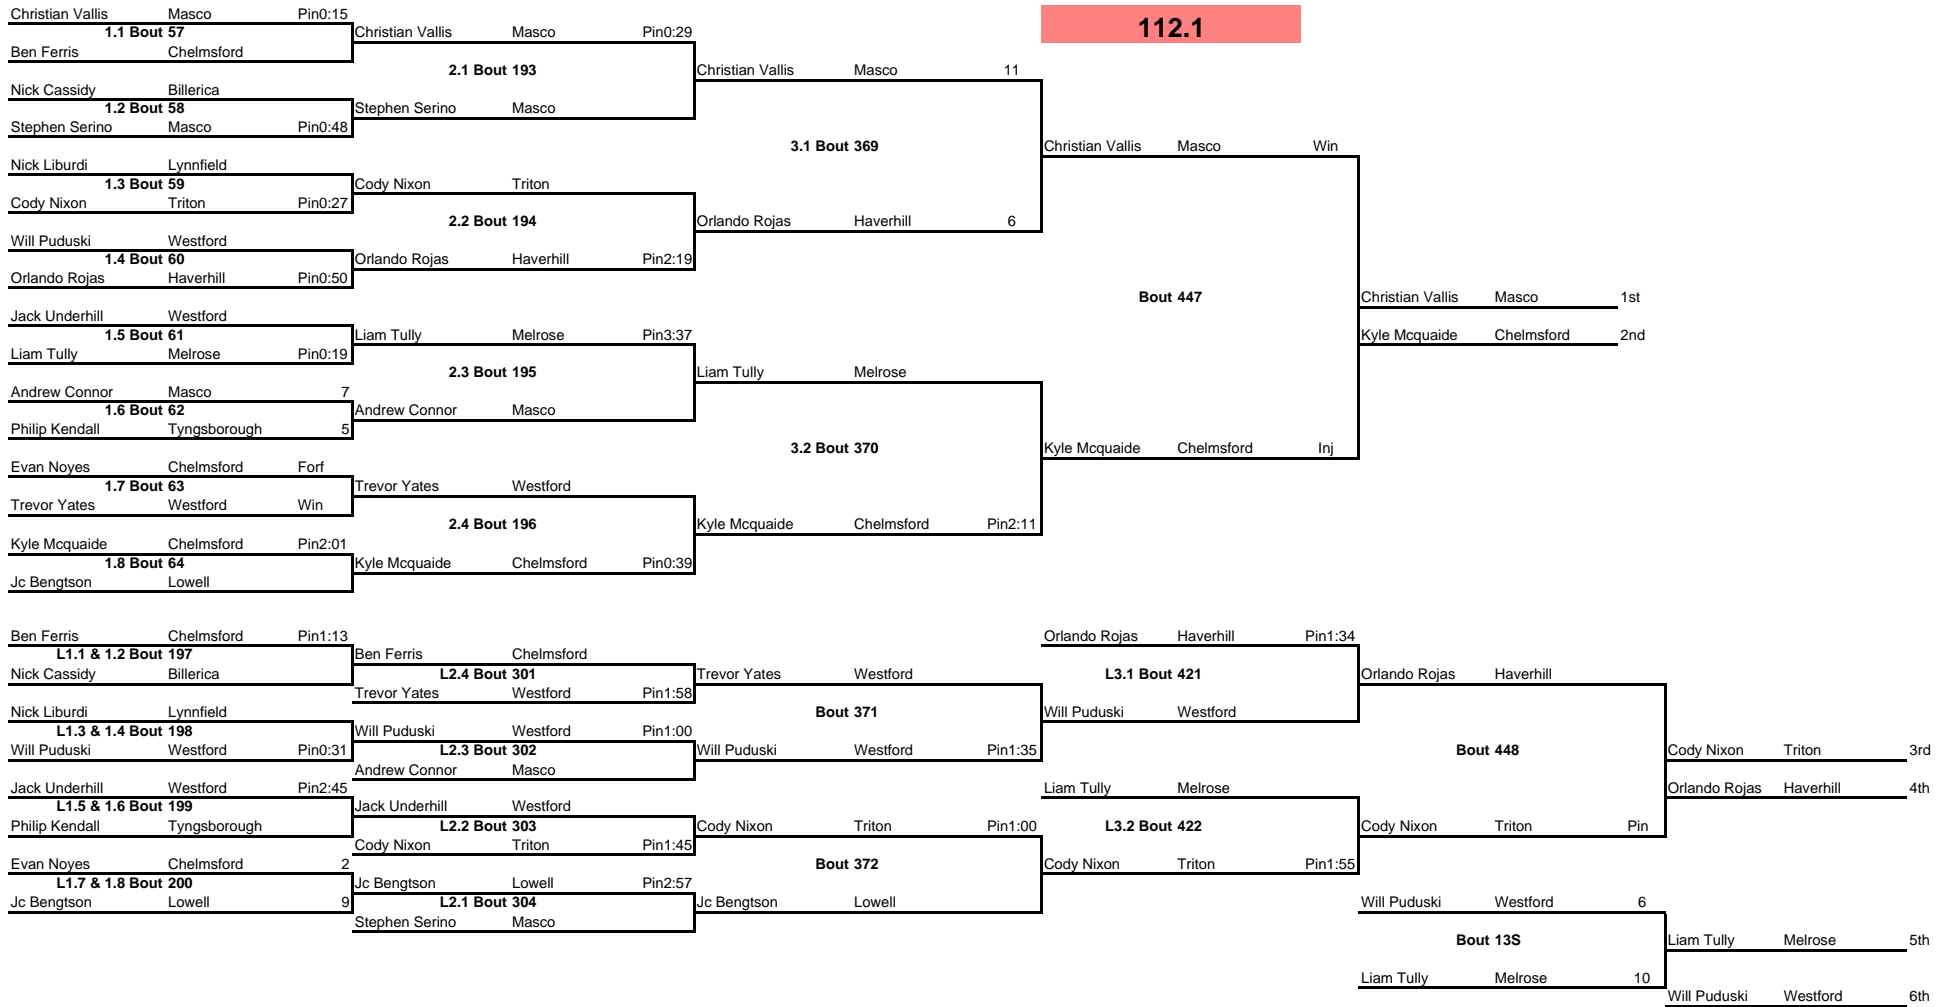 112.1
Christian Vallis Masco Pin0:15
1.1 Bout 57
Ben Ferris Chelmsford
Nick Cassidy Billerica
1.2 Bout 58
Stephen Serino Masco Pin0:48
Nick Liburdi Lynnfield
1.3 Bout 59
Cody Nixon Triton Pin0:27
Will Puduski Westford
1.4 Bout 60
Orlando Rojas Haverhill Pin0:50
Jack Underhill Westford
1.5 Bout 61
Liam Tully Melrose Pin0:19
Andrew Connor Masco 7
1.6 Bout 62
Philip Kendall Tyngsborough 5
Evan Noyes Chelmsford Forf
1.7 Bout 63
Trevor Yates Westford Win
Kyle Mcquaide Chelmsford Pin2:01
1.8 Bout 64
Jc Bengtson Lowell
Christian Vallis Masco Pin0:29
2.1 Bout 193
Stephen Serino Masco
Cody Nixon Triton
2.2 Bout 194
Orlando Rojas Haverhill Pin2:19
Liam Tully Melrose Pin3:37
2.3 Bout 195
Andrew Connor Masco
Trevor Yates Westford
2.4 Bout 196
Kyle Mcquaide Chelmsford Pin0:39
Christian Vallis Masco 11
3.1 Bout 369
Orlando Rojas Haverhill 6
Liam Tully Melrose
3.2 Bout 370
Kyle Mcquaide Chelmsford Pin2:11
Christian Vallis Masco Win
Bout 447
Kyle Mcquaide Chelmsford Inj
Christian Vallis Masco 1st
Kyle Mcquaide Chelmsford 2nd
Ben Ferris Chelmsford Pin1:13
L1.1 & 1.2 Bout 197
Nick Cassidy Billerica
Nick Liburdi Lynnfield
L1.3 & 1.4 Bout 198
Will Puduski Westford Pin0:31
Jack Underhill Westford Pin2:45
L1.5 & 1.6 Bout 199
Philip Kendall Tyngsborough
Evan Noyes Chelmsford 2
L1.7 & 1.8 Bout 200
Jc Bengtson Lowell 9
Ben Ferris Chelmsford
L2.4 Bout 301
Trevor Yates Westford Pin1:58
Will Puduski Westford Pin1:00
L2.3 Bout 302
Andrew Connor Masco
Jack Underhill Westford
L2.2 Bout 303
Cody Nixon Triton Pin1:45
Jc Bengtson Lowell Pin2:57
L2.1 Bout 304
Stephen Serino Masco
Trevor Yates Westford
Bout 371
Will Puduski Westford Pin1:35
Cody Nixon Triton Pin1:00
Bout 372
Jc Bengtson Lowell
Orlando Rojas Haverhill Pin1:34
L3.1 Bout 421
Will Puduski Westford
Liam Tully Melrose
L3.2 Bout 422
Cody Nixon Triton Pin1:55
Orlando Rojas Haverhill
Bout 448
Cody Nixon Triton Pin
Cody Nixon Triton 3rd
Orlando Rojas Haverhill 4th
Will Puduski Westford 6
Bout 13S
Liam Tully Melrose 10
Liam Tully Melrose 5th
Will Puduski Westford 6th